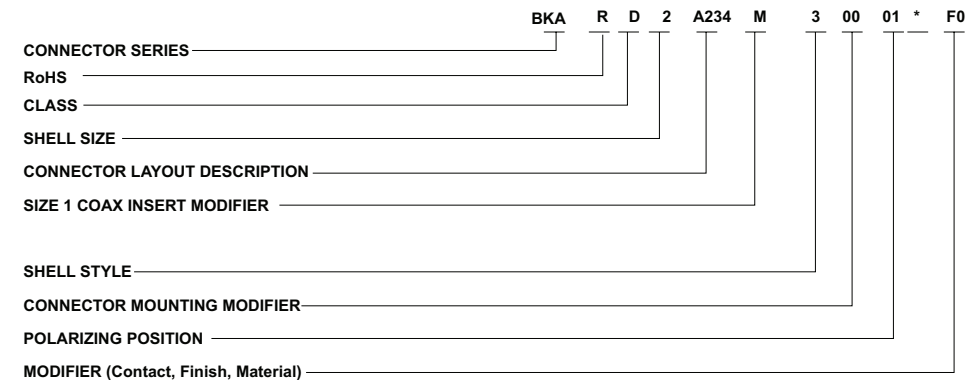 BKA R D 2 A234 M 3 00 01 * F0
CONNECTOR SERIES
RoHS
CLASS
SHELL SIZE
CONNECTOR LAYOUT DESCRIPTION
SIZE 1 COAX INSERT MODIFIER
SHELL STYLE
CONNECTOR MOUNTING MODIFIER
POLARIZING POSITION
MODIFIER (Contact, Finish, Material)